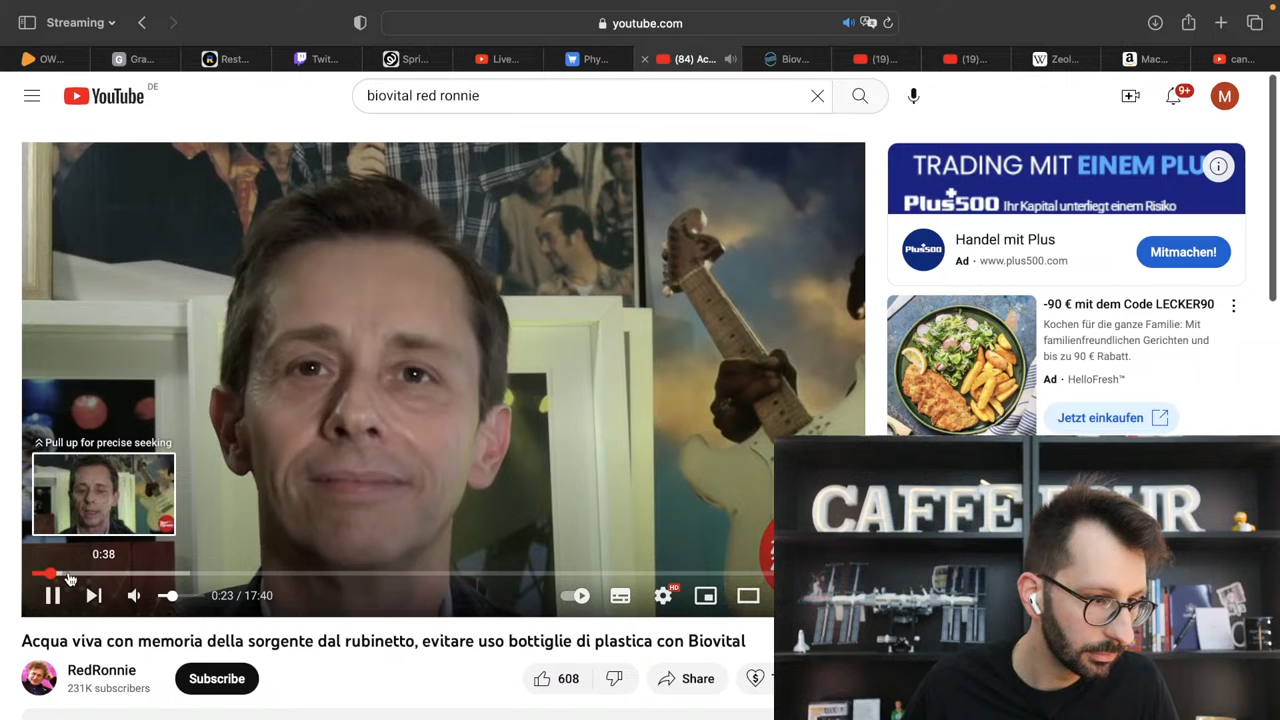 Streaming
youtube.com
OW...
Gra...
Rest...
Twit...
Spri...
Live...
Phy...
(84) Ac...
Biov...
(19)...
(19)...
Zeol...
Mac...
can...
YouTube DE
biovital red ronnie
9+
M
TRADING MIT EINEM PLU
Plus500 Ihr Kapital unterliegt einem Risiko
Plus500
Handel mit Plus
Ad · www.plus500.com
Mitmachen!
-90 € mit dem Code LECKER90
Kochen für die ganze Familie: Mit
familienfreundlichen Gerichten und
bis zu 90 € Rabatt.
Ad · HelloFresh™
Jetzt einkaufen
Pull up for precise seeking
0:38
0:23 / 17:40
HD
Acqua viva con memoria della sorgente dal rubinetto, evitare uso bottiglie di plastica con Biovital
RedRonnie
231K subscribers
Subscribe
608
Share